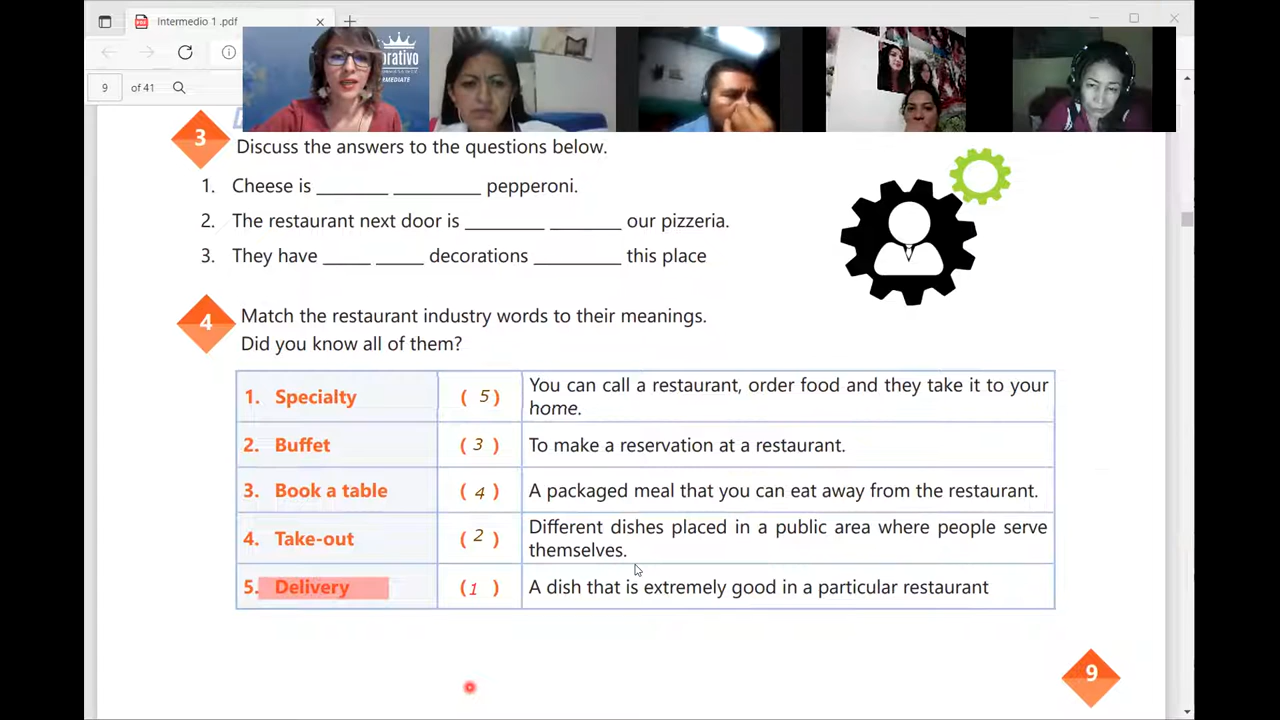 Intermedio 1 .pdf
9 of 41
orativo
3
Discuss the answers to the questions below.
1. Cheese is ________ __________ pepperoni.
2. The restaurant next door is _________ ________ our pizzeria.
3. They have _____ _____ decorations __________ this place
4
Match the restaurant industry words to their meanings.
Did you know all of them?
1. Specialty ( 5 ) You can call a restaurant, order food and they take it to your
home.
2. Buffet ( 3 ) To make a reservation at a restaurant.
3. Book a table ( 4 ) A packaged meal that you can eat away from the restaurant.
4. Take-out ( 2 ) Different dishes placed in a public area where people serve
themselves.
5. Delivery ( 1 ) A dish that is extremely good in a particular restaurant
9